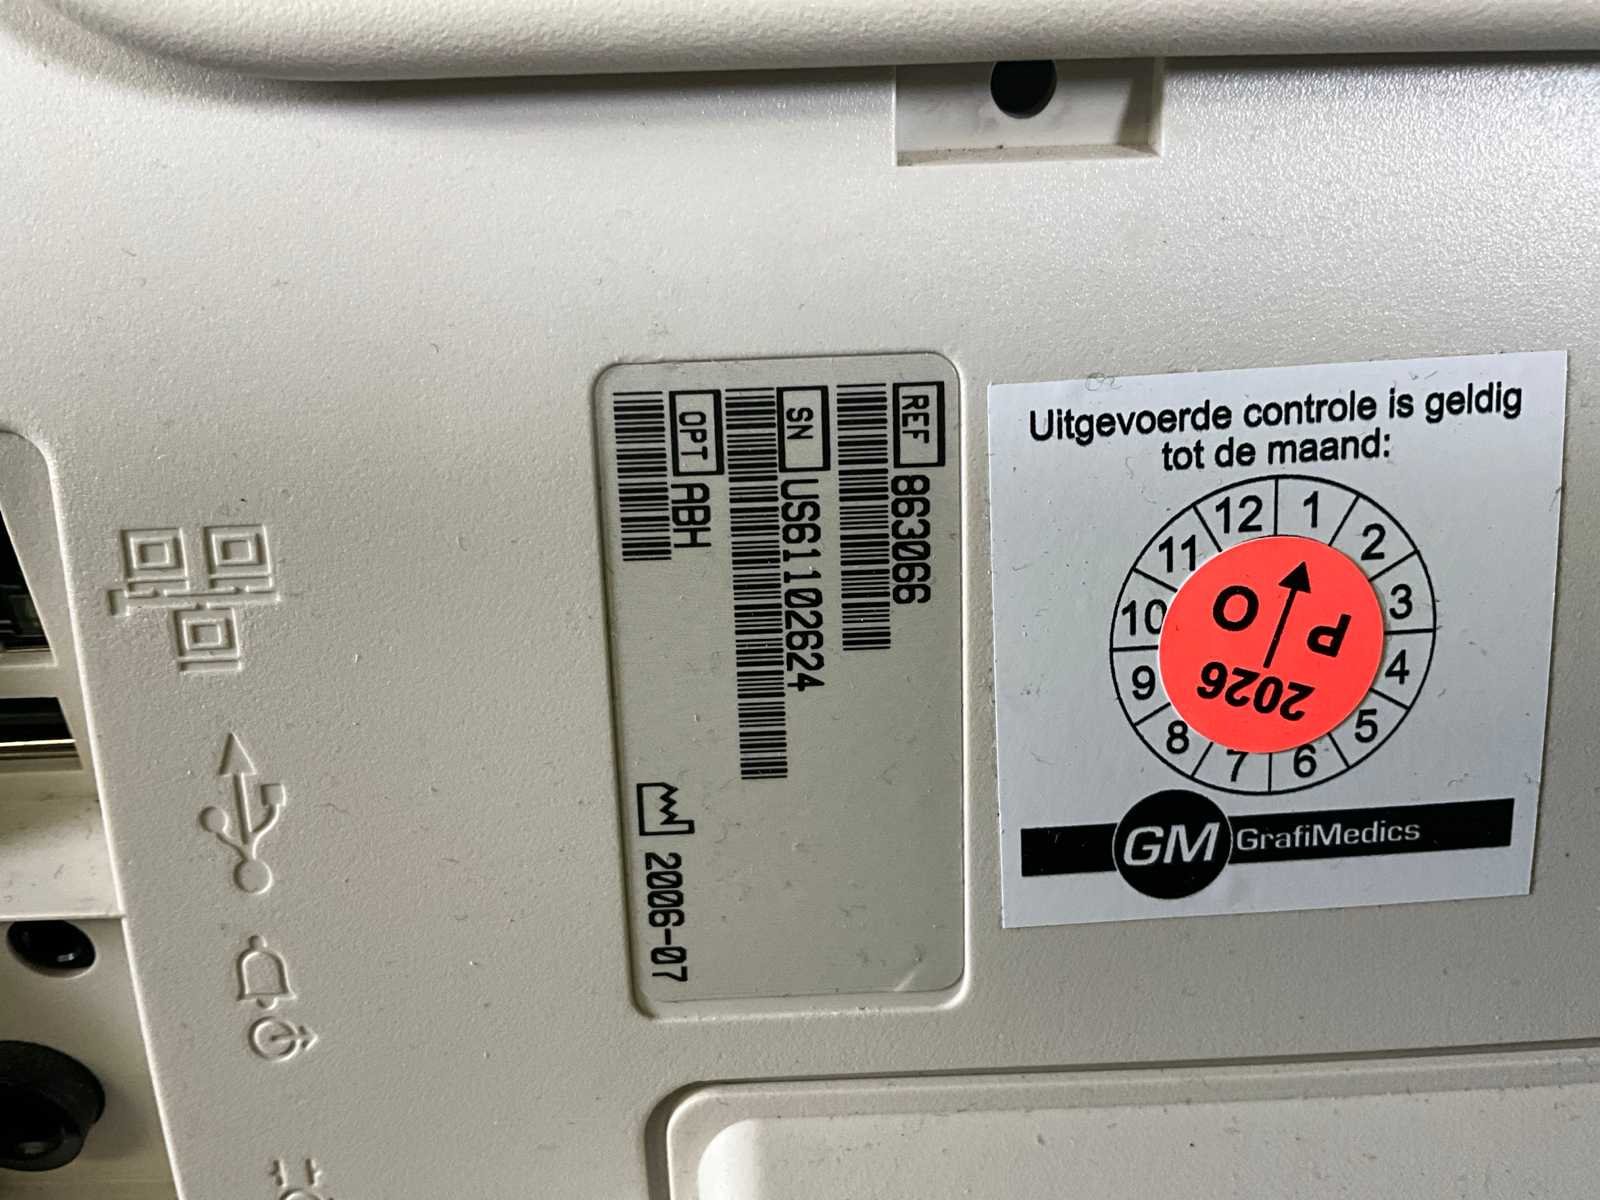 REF 863066
SN US61102624
OPT ABH
2006-07
Uitgevoerde controle is geldig
tot de maand:
12 1 2 3 4 5 6 7 8 9 10 11
P O
2026
GM GrafiMedics